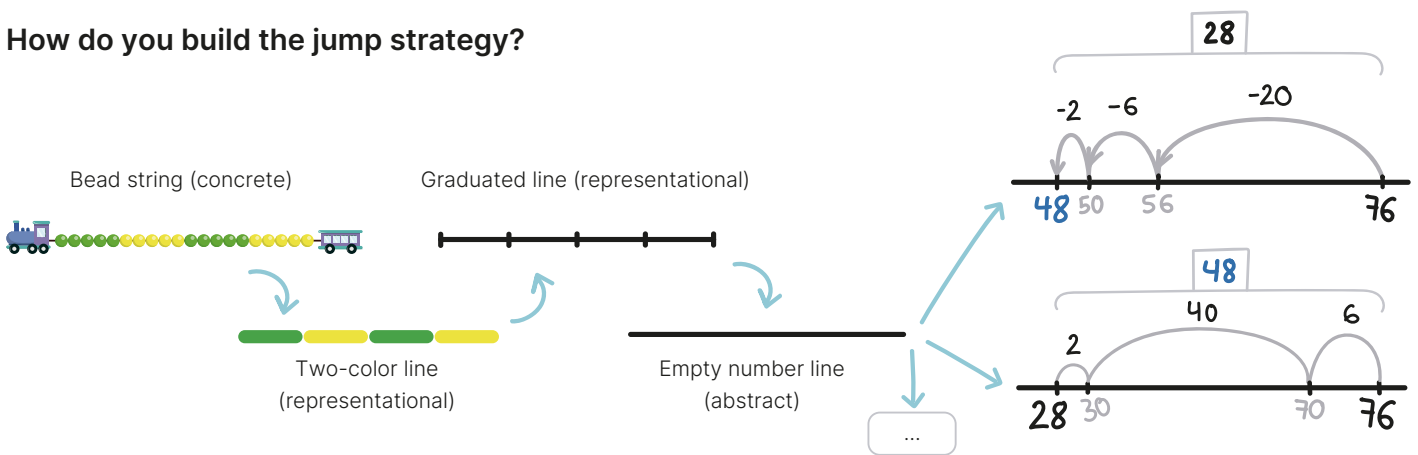 How do you build the jump strategy?
Bead string (concrete)
Graduated line (representational)
Two-color line
(representational)
Empty number line
(abstract)
...
28
-2 -6 -20
48 50 56 76
48
2 40 6
28 30 70 76